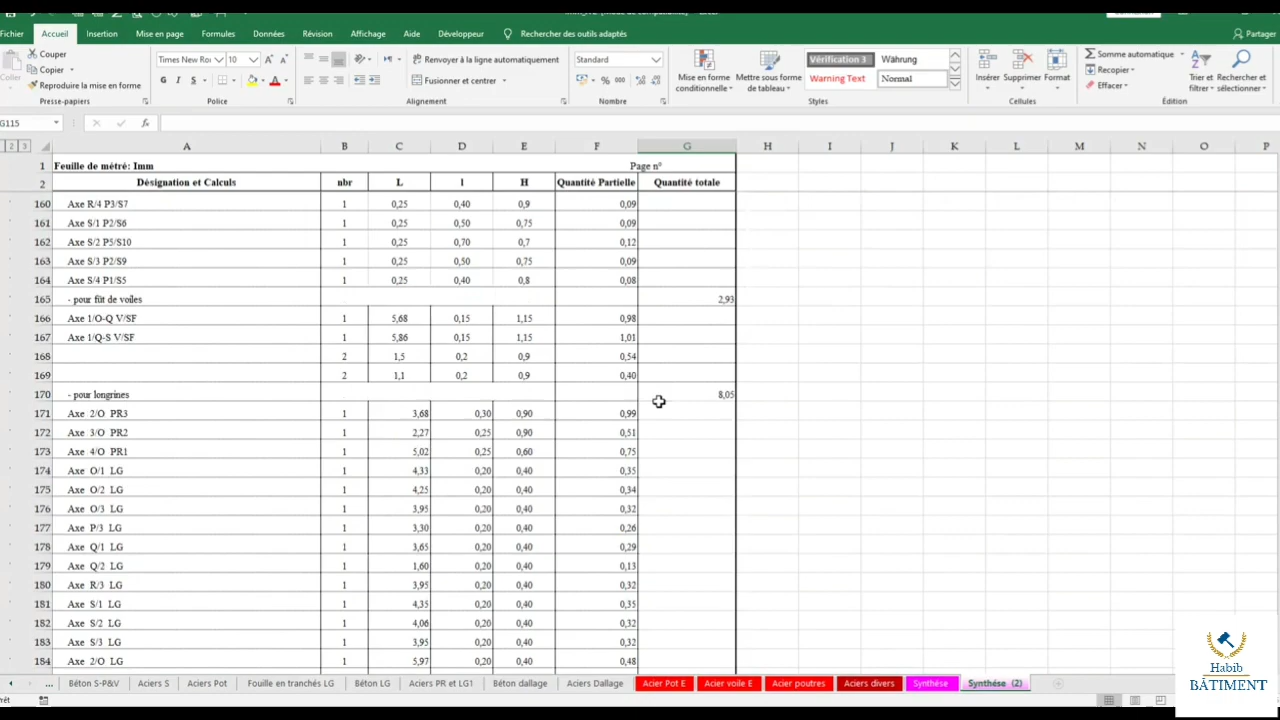 Fichier Accueil Insertion Mise en page Formules Données Révision Affichage Aide Développeur Rechercher des outils adaptés Partager
Couper
Copier
Reproduire la mise en forme
Presse-papiers
Times New Roi 10
G I S
Police
Renvoyer à la ligne automatiquement
Fusionner et centrer
Alignement
Standard
% 000
Nombre
Mise en forme conditionnelle
Mettre sous forme de tableau
Vérification 3 Währung
Warning Text Normal
Styles
Insérer Supprimer Format
Cellules
Somme automatique
Recopier
Effacer
Trier et filtrer
Rechercher et sélectionner
Édition
G115 fx
2 3
A B C D E F G H I J K L M N O P
1 Feuille de métré: Imm Page n°
2 Désignation et Calculs nbr L l H Quantité Partielle Quantité totale
160 Axe R/4 P3/S7 1 0,25 0,40 0,9 0,09
161 Axe S/1 P2/S6 1 0,25 0,50 0,75 0,09
162 Axe S/2 P5/S10 1 0,25 0,70 0,7 0,12
163 Axe S/3 P2/S9 1 0,25 0,50 0,75 0,09
164 Axe S/4 P1/S5 1 0,25 0,40 0,8 0,08
165 - pour fût de voiles 2,93
166 Axe 1/O-Q V/SF 1 5,68 0,15 1,15 0,98
167 Axe 1/Q-S V/SF 1 5,86 0,15 1,15 1,01
168 2 1,5 0,2 0,9 0,54
169 2 1,1 0,2 0,9 0,40
170 - pour longrines 8,05
171 Axe 2/O PR3 1 3,68 0,30 0,90 0,99
172 Axe 3/O PR2 1 2,27 0,25 0,90 0,51
173 Axe 4/O PR1 1 5,02 0,25 0,60 0,75
174 Axe O/1 LG 1 4,33 0,20 0,40 0,35
175 Axe O/2 LG 1 4,25 0,20 0,40 0,34
176 Axe O/3 LG 1 3,95 0,20 0,40 0,32
177 Axe P/3 LG 1 3,30 0,20 0,40 0,26
178 Axe Q/1 LG 1 3,65 0,20 0,40 0,29
179 Axe Q/2 LG 1 1,60 0,20 0,40 0,13
180 Axe R/3 LG 1 3,95 0,20 0,40 0,32
181 Axe S/1 LG 1 4,35 0,20 0,40 0,35
182 Axe S/2 LG 1 4,06 0,20 0,40 0,32
183 Axe S/3 LG 1 3,95 0,20 0,40 0,32
184 Axe 2/O LG 1 5,97 0,20 0,40 0,48
... Béton S-P&V Aciers S Aciers Pot Fouille en tranchés LG Béton LG Aciers PR et LG1 Béton dallage Aciers Dallage Acier Pot E Acier voile E Acier poutres Aciers divers Synthèse Synthése (2)
Habib
BÂTIMENT